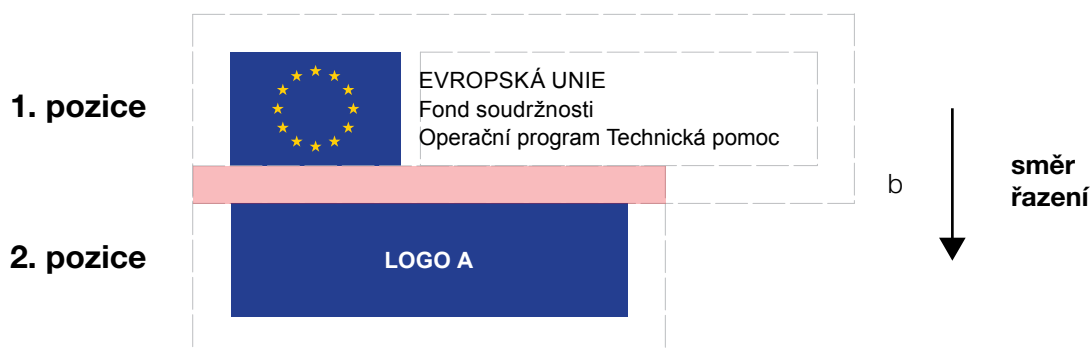 1. pozice
EVROPSKÁ UNIE
Fond soudržnosti
Operační program Technická pomoc
b
směr
řazení
2. pozice
LOGO A